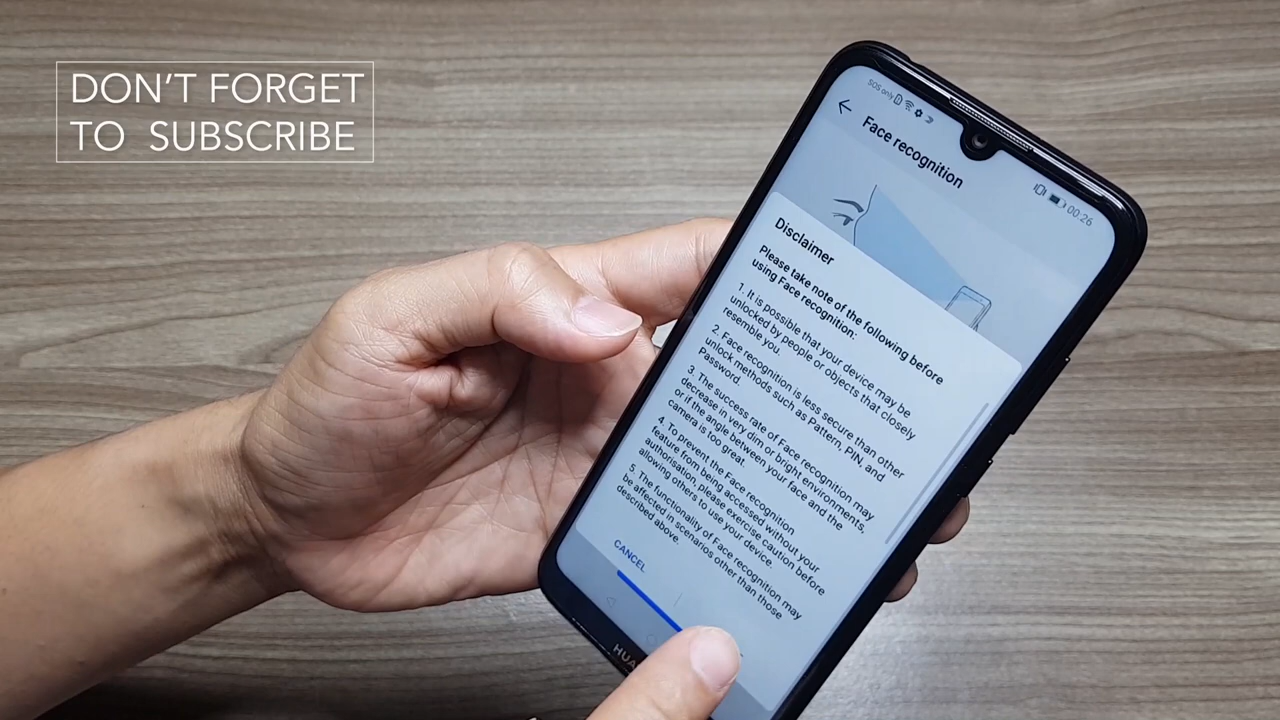 DON'T FORGET
TO SUBSCRIBE
SOS only
00:26
Face recognition
Disclaimer
Please take note of the following before
using Face recognition:
1. It is possible that your device may be
unlocked by people or objects that closely
resemble you.
2. Face recognition is less secure than other
unlock methods such as Pattern, PIN, and
Password.
3. The success rate of Face recognition may
decrease in very dim or bright environments,
or if the angle between your face and the
camera is too great.
4. To prevent the Face recognition
feature from being accessed without your
authorisation, please exercise caution before
allowing others to use your device.
5. The functionality of Face recognition may
be affected in scenarios other than those
described above.
CANCEL